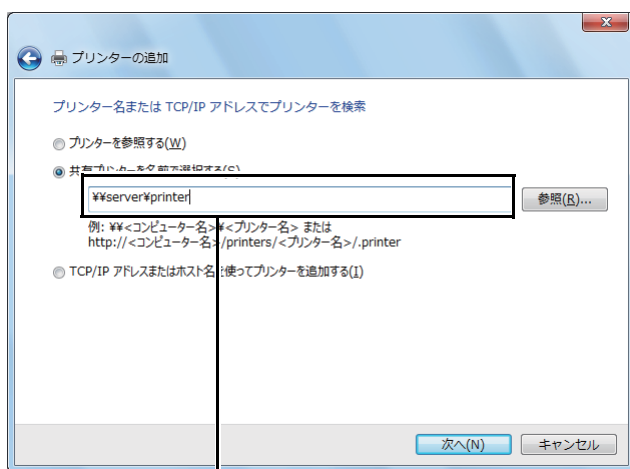 プリンターの追加
プリンター名または TCP/IP アドレスでプリンターを検索
プリンターを参照する(W)
共有プリンターを名前で選択する(S)
¥¥server¥printer
参照(R)...
例: ¥¥<コンピューター名>¥<プリンター名> または
http://<コンピューター名>/printers/<プリンター名>/.printer
TCP/IP アドレスまたはホスト名を使ってプリンターを追加する(I)
次へ(N)
キャンセル